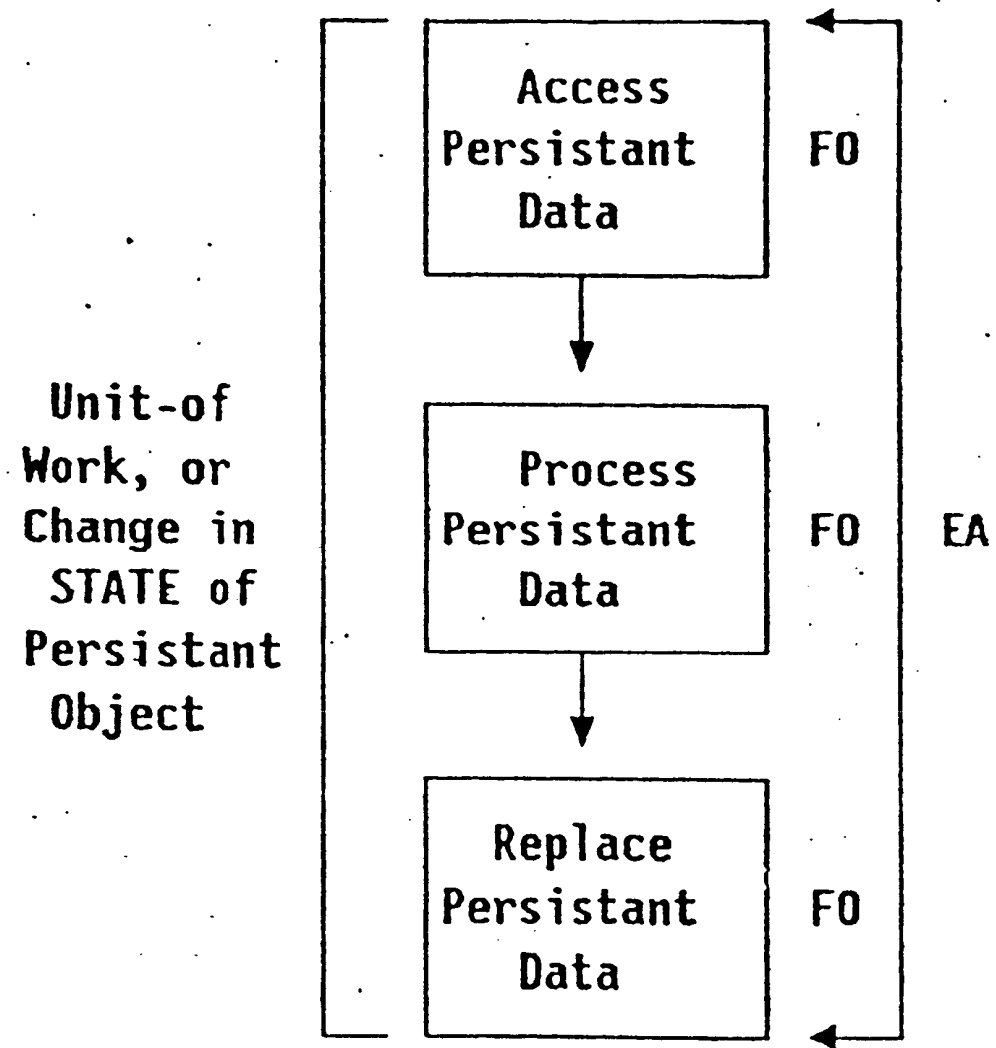 Access
Persistant
Data
FO
Unit-of
Work, or
Change in
STATE of
Persistant
Object
Process
Persistant
Data
FO
EA
Replace
Persistant
Data
FO